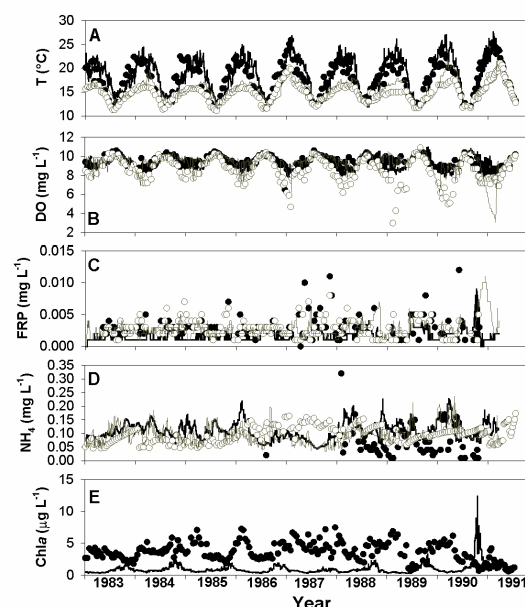 A
T (°C)
30
25
20
15
10
B
DO (mg L-1)
12
10
8
6
4
2
C
FRP (mg L-1)
0.015
0.010
0.005
0.000
D
NH4 (mg L-1)
0.35
0.30
0.25
0.20
0.15
0.10
0.05
0.00
E
Chla (µg L-1)
15
10
5
0
1983 1984 1985 1986 1987 1988 1989 1990 1991
Year